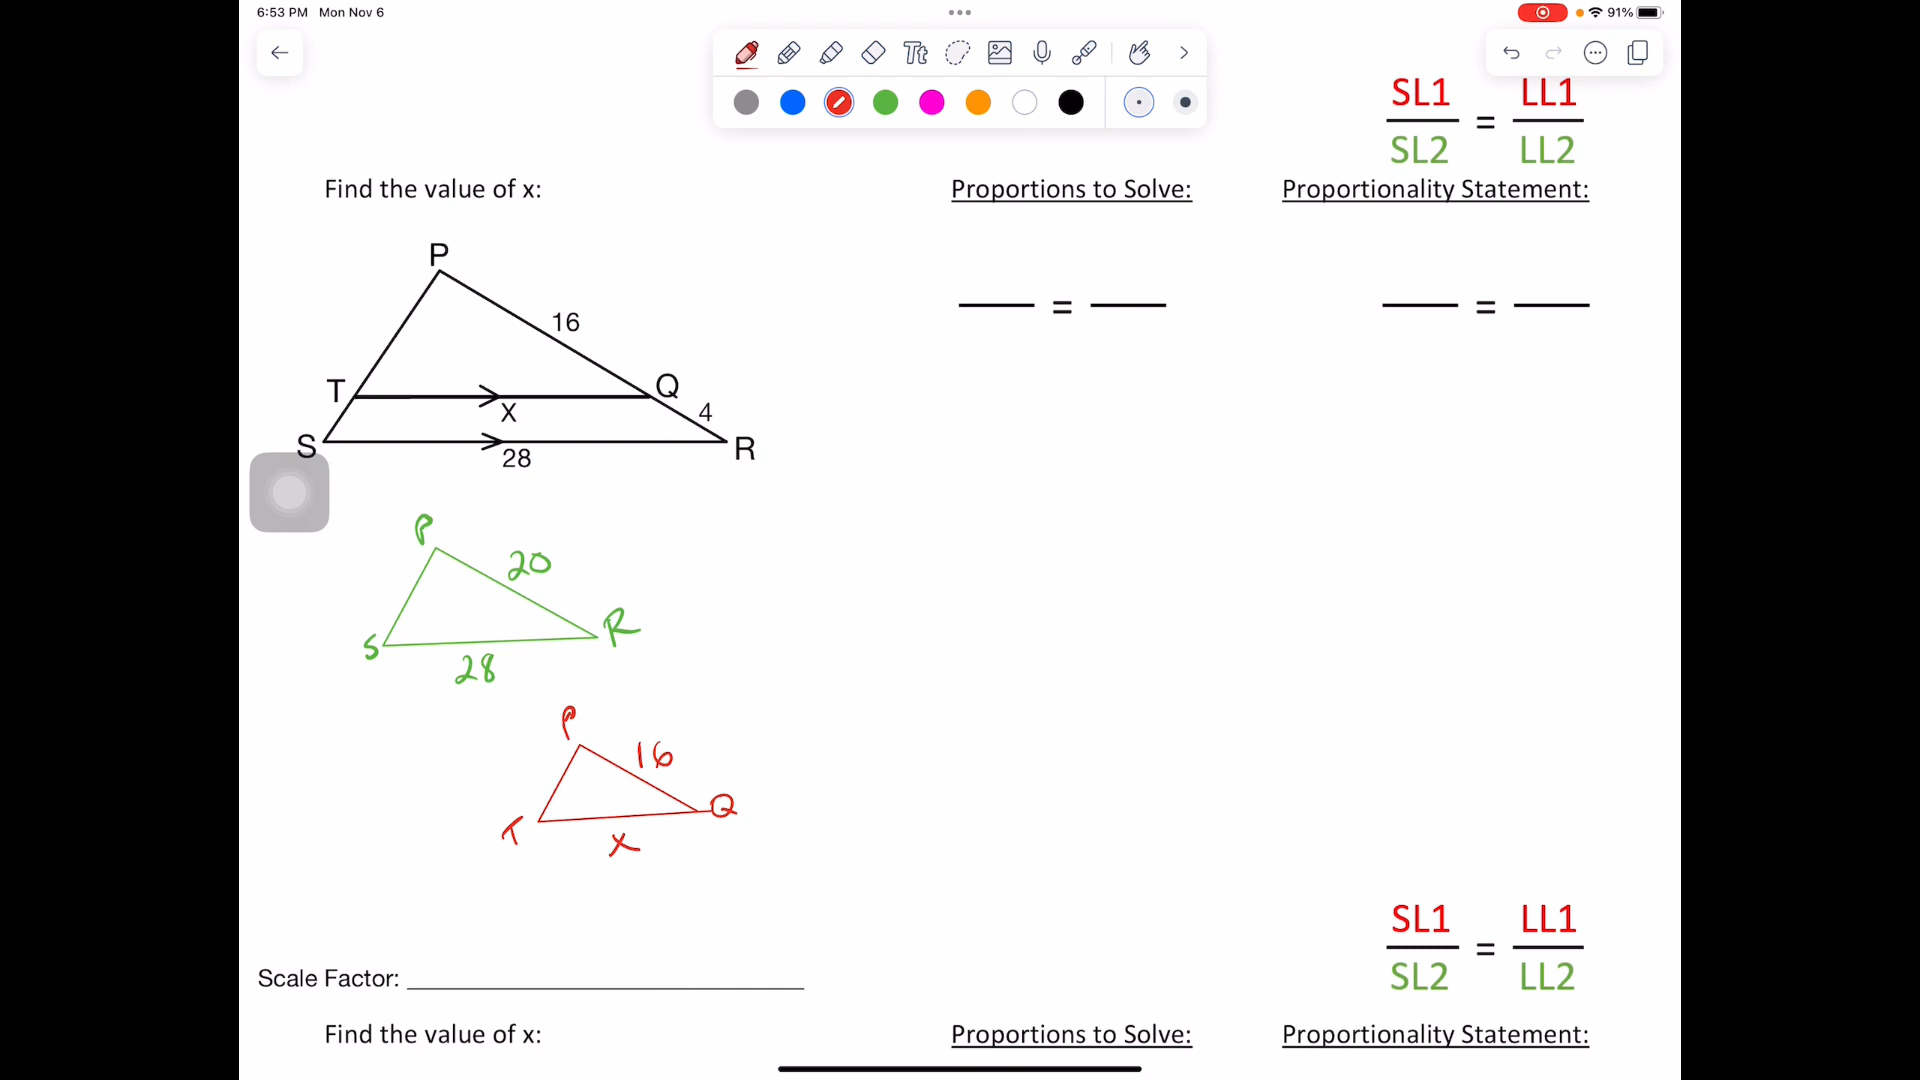 6:53 PM Mon Nov 6
91%
Tt
SL1 LL1
=
SL2 LL2
Find the value of x:
Proportions to Solve:
Proportionality Statement:
P
16
= =
T
Q
X
4
S
R
28
P
20
S
R
28
P
16
T
Q
x
SL1 LL1
=
SL2 LL2
Scale Factor: ____________________
Find the value of x:
Proportions to Solve:
Proportionality Statement: